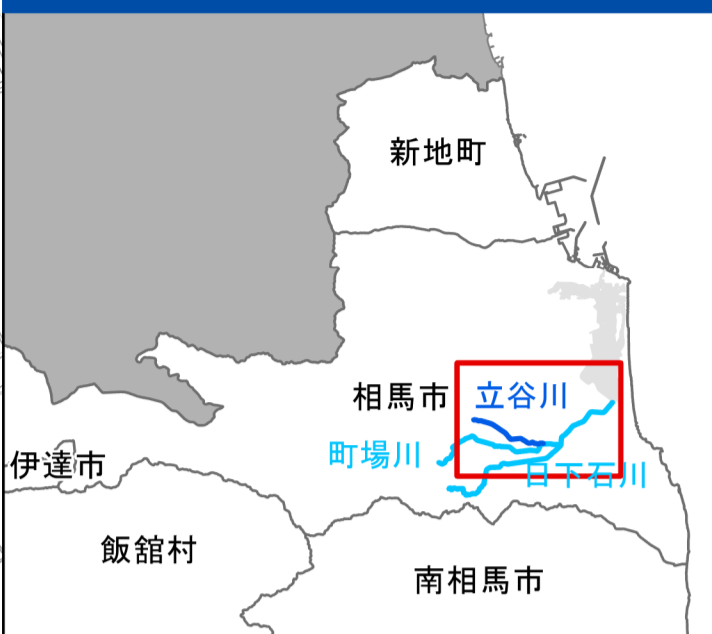 新地町
相馬市
立谷川
町場川
伊達市
日下石川
飯舘村
南相馬市